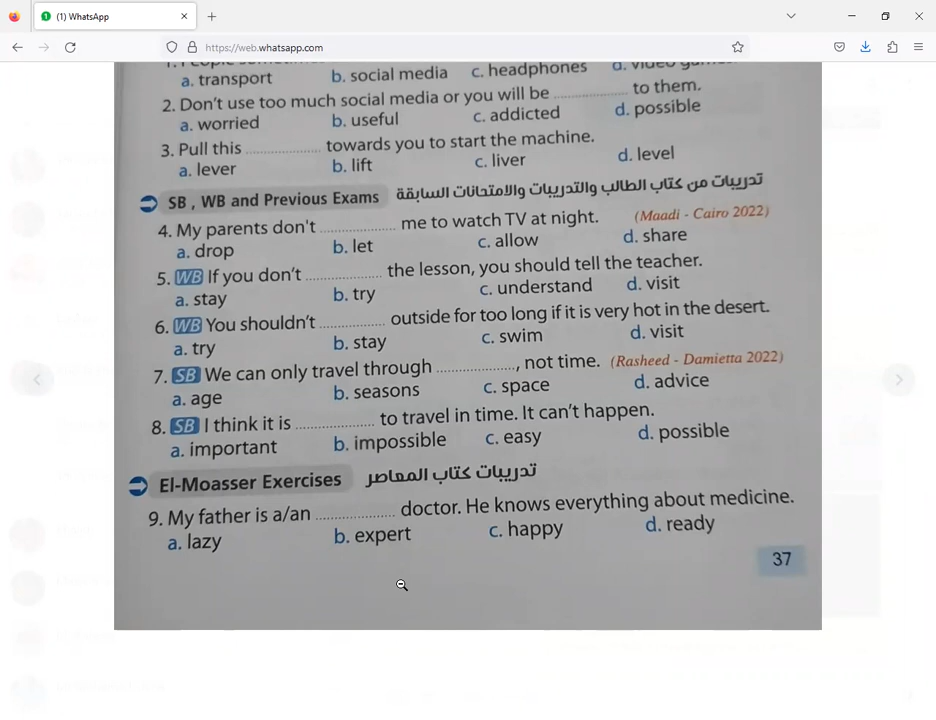 (1) WhatsApp
https://web.whatsapp.com
a. transport b. social media c. headphones
2. Don't use too much social media or you will be .................... to them.
a. worried b. useful c. addicted d. possible
3. Pull this .................... towards you to start the machine.
a. lever b. lift c. liver d. level
SB , WB and Previous Exams تدريبات من كتاب الطالب والتدريبات والامتحانات السابقة
4. My parents don't .................... me to watch TV at night. (Maadi - Cairo 2022)
a. drop b. let c. allow d. share
5. WB If you don't .................... the lesson, you should tell the teacher.
a. stay b. try c. understand d. visit
6. WB You shouldn't .................... outside for too long if it is very hot in the desert.
a. try b. stay c. swim d. visit
7. SB We can only travel through ...................., not time. (Rasheed - Damietta 2022)
a. age b. seasons c. space d. advice
8. SB I think it is .................... to travel in time. It can't happen.
a. important b. impossible c. easy d. possible
El-Moasser Exercises تدريبات كتاب المعاصر
9. My father is a/an .................... doctor. He knows everything about medicine.
a. lazy b. expert c. happy d. ready
37